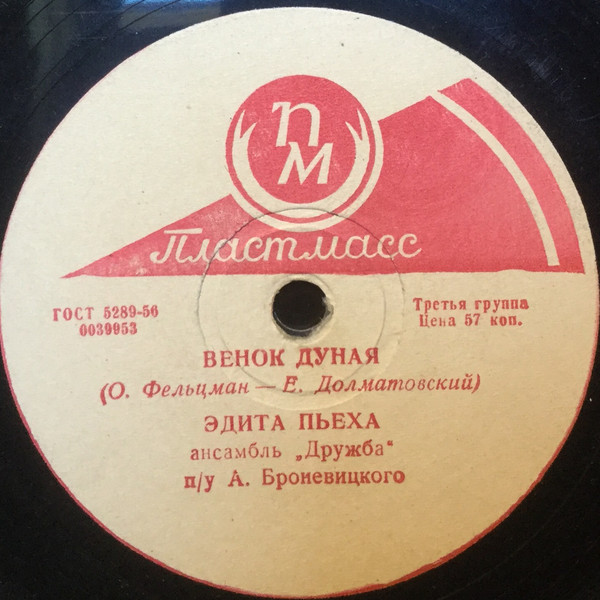 ПМ
Пластмасс
ГОСТ 5289-56
0039953
Третья группа
Цена 57 коп.
ВЕНОК ДУНАЯ
(О. Фельцман — Е. Долматовский)
ЭДИТА ПЬЕХА
ансамбль „Дружба"
п/у А. Броневицкого